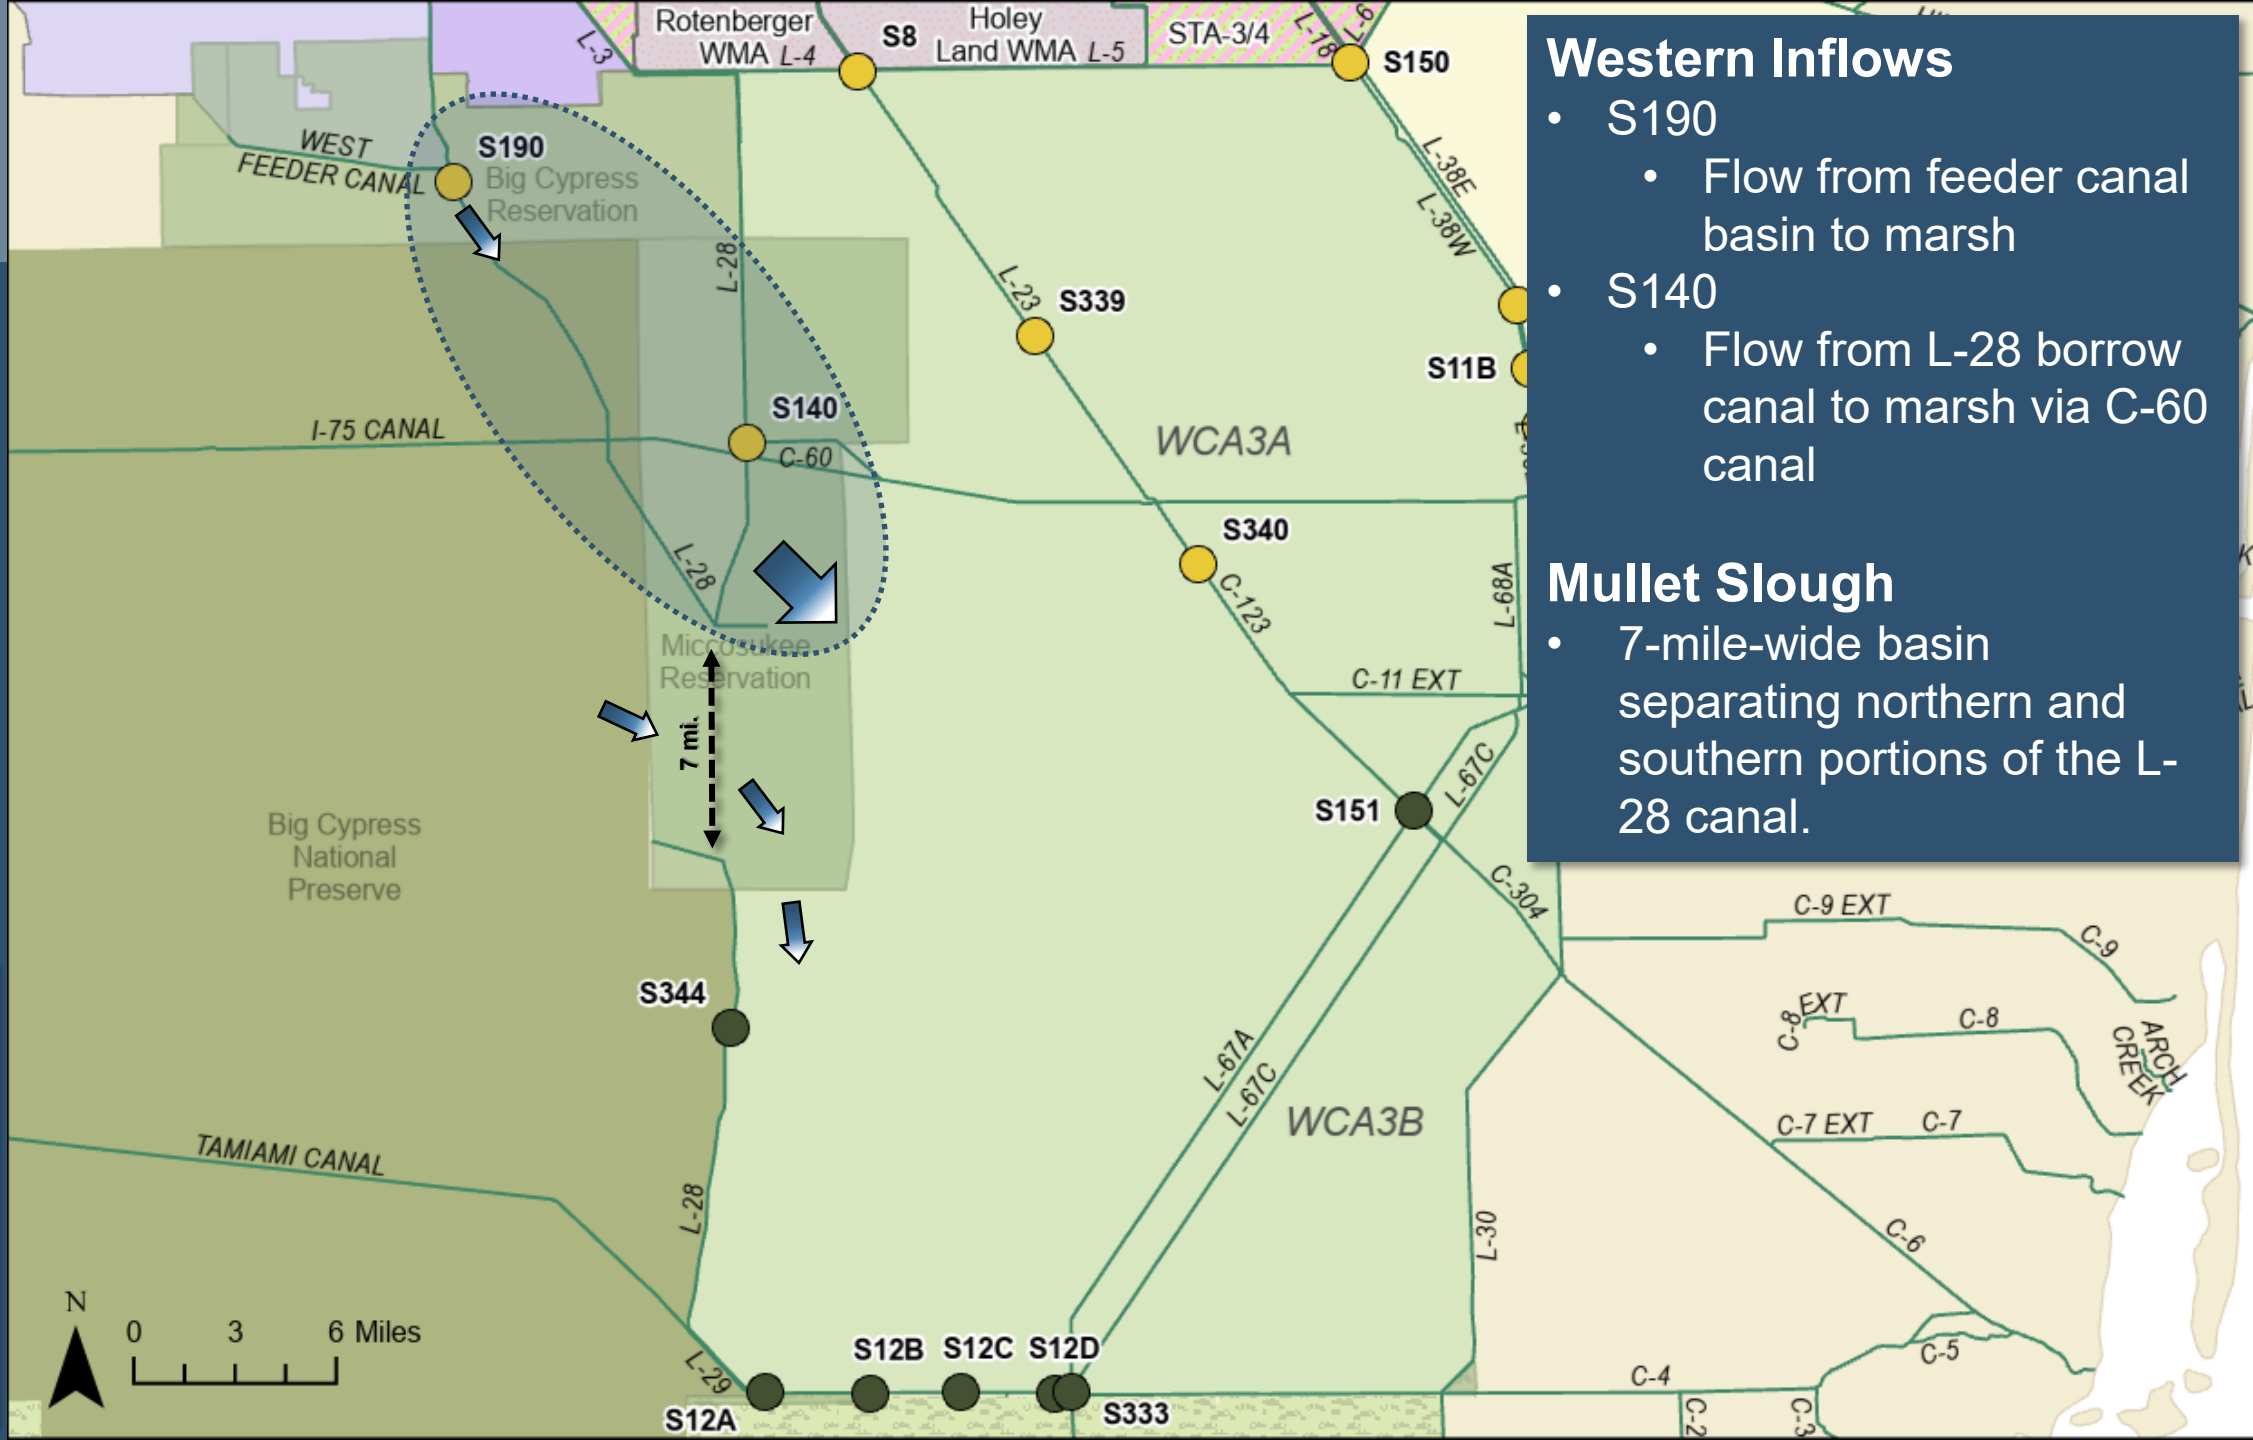 Rotenberger
WMA
L-4
S8
Holey
Land WMA
L-5
STA-3/4
L-18
L-6
S150
L-3
WEST
FEEDER CANAL
S190
Big Cypress
Reservation
L-28
L-23
S339
L-38E
L-38W
S11B
S140
I-75 CANAL
C-60
WCA3A
L-28
S340
C-123
L-68A
Miccosukee
Reservation
7 mi.
C-11 EXT
L-67C
S151
Big Cypress
National
Preserve
C-304
S344
L-67A
L-67C
WCA3B
TAMIAMI CANAL
L-28
L-30
L-29
S12A
S12B
S12C
S12D
S333
C-9 EXT
C-9
C-8
EXT
C-8
ARCH
CREEK
C-7 EXT
C-7
C-6
C-5
C-4
C-2
C-3
N
0 3 6 Miles
Western Inflows
• S190
• Flow from feeder canal
basin to marsh
• S140
• Flow from L-28 borrow
canal to marsh via C-60
canal
Mullet Slough
• 7-mile-wide basin
separating northern and
southern portions of the L-
28 canal.